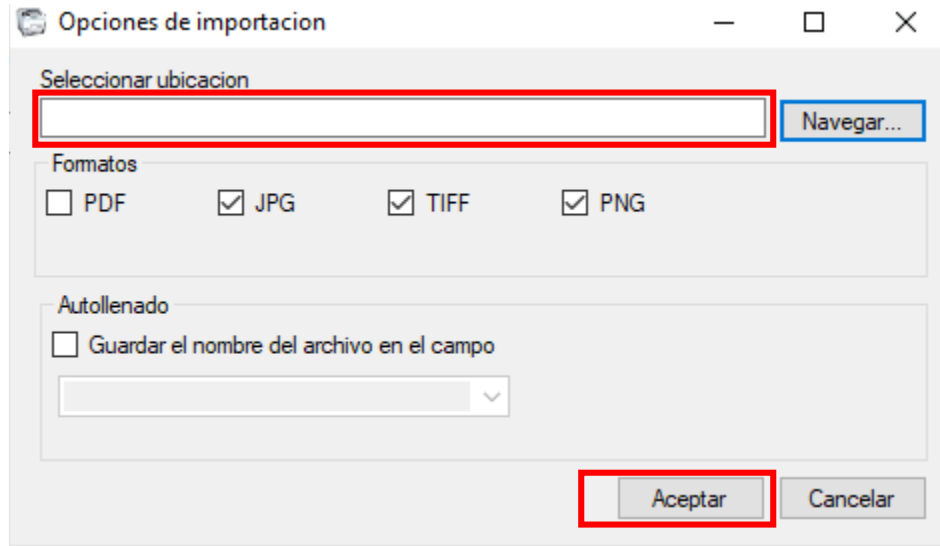 Opciones de importacion
Seleccionar ubicacion
Navegar...
Formatos
PDF JPG TIFF PNG
Autollenado
Guardar el nombre del archivo en el campo
Aceptar Cancelar